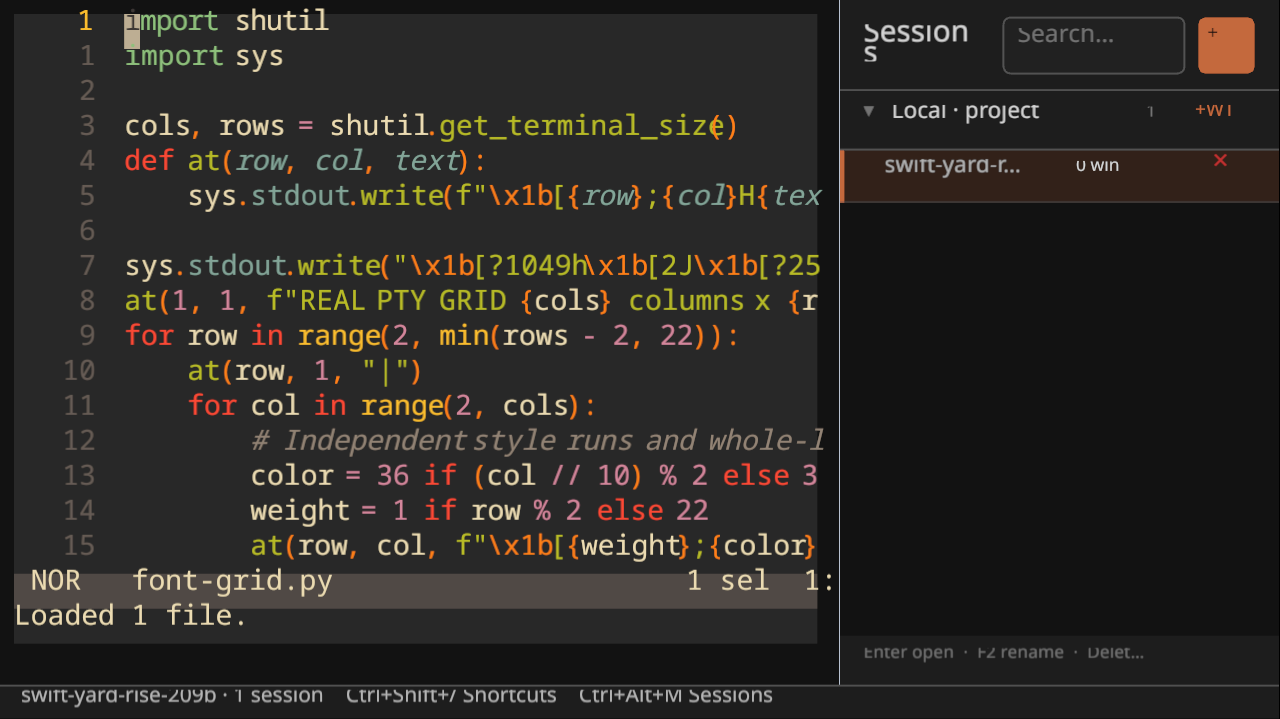 1 import shutil
1 import sys
2
3 cols, rows = shutil.get_terminal_size()
4 def at(row, col, text):
5     sys.stdout.write(f"\x1b[{row};{col}H{tex
6
7 sys.stdout.write("\x1b[?1049h\x1b[2J\x1b[?25
8 at(1, 1, f"REAL PTY GRID {cols} columns x {r
9 for row in range(2, min(rows - 2, 22)):
10     at(row, 1, "|")
11     for col in range(2, cols):
12         # Independent style runs and whole-l
13         color = 36 if (col // 10) % 2 else 3
14         weight = 1 if row % 2 else 22
15         at(row, col, f"\x1b[{weight};{color}
NOR font-grid.py 1 sel 1:
Loaded 1 file.
Session
s
Search...
+
▼ Local · project 1 +WT
swift-yard-r... 0 win ✕
Enter open · F2 rename · Delet...
swift-yard-rise-209b · 1 session Ctrl+Shift+/ Shortcuts Ctrl+Alt+M Sessions